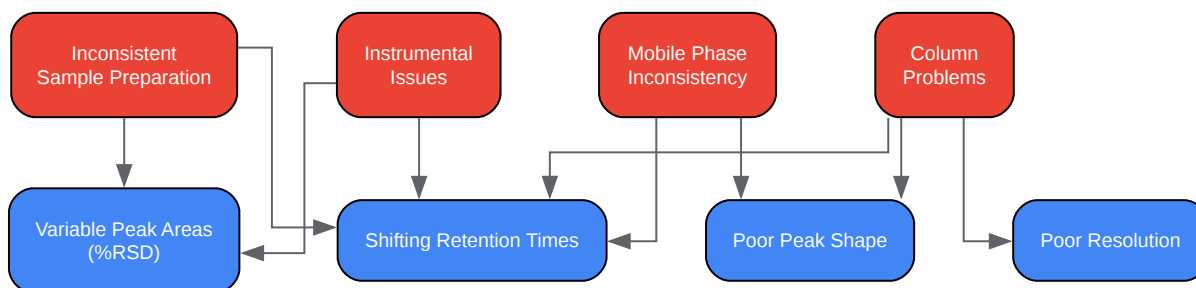 Inconsistent
Sample Preparation
Instrumental
Issues
Mobile Phase
Inconsistency
Column
Problems
Variable Peak Areas
(%RSD)
Shifting Retention Times
Poor Peak Shape
Poor Resolution